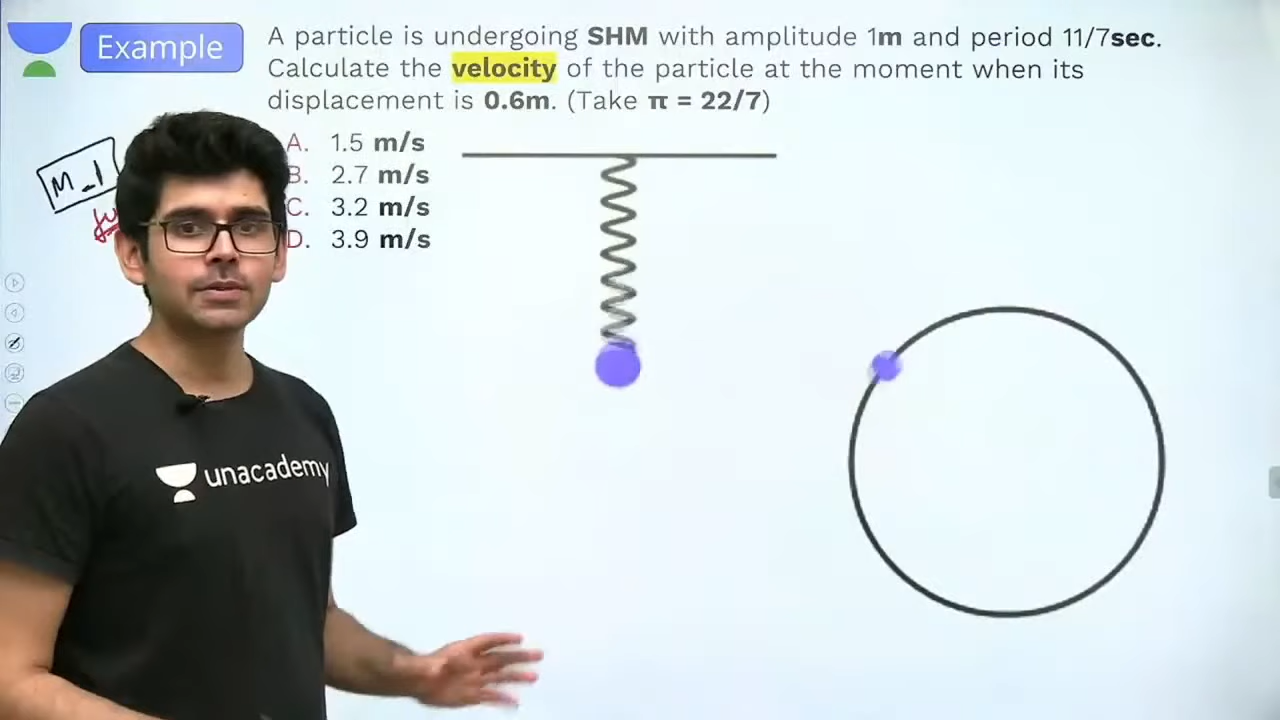 Example
A particle is undergoing SHM with amplitude 1m and period 11/7sec.
Calculate the velocity of the particle at the moment when its
displacement is 0.6m. (Take π = 22/7)
M-1
A. 1.5 m/s
B. 2.7 m/s
C. 3.2 m/s
D. 3.9 m/s
unacademy